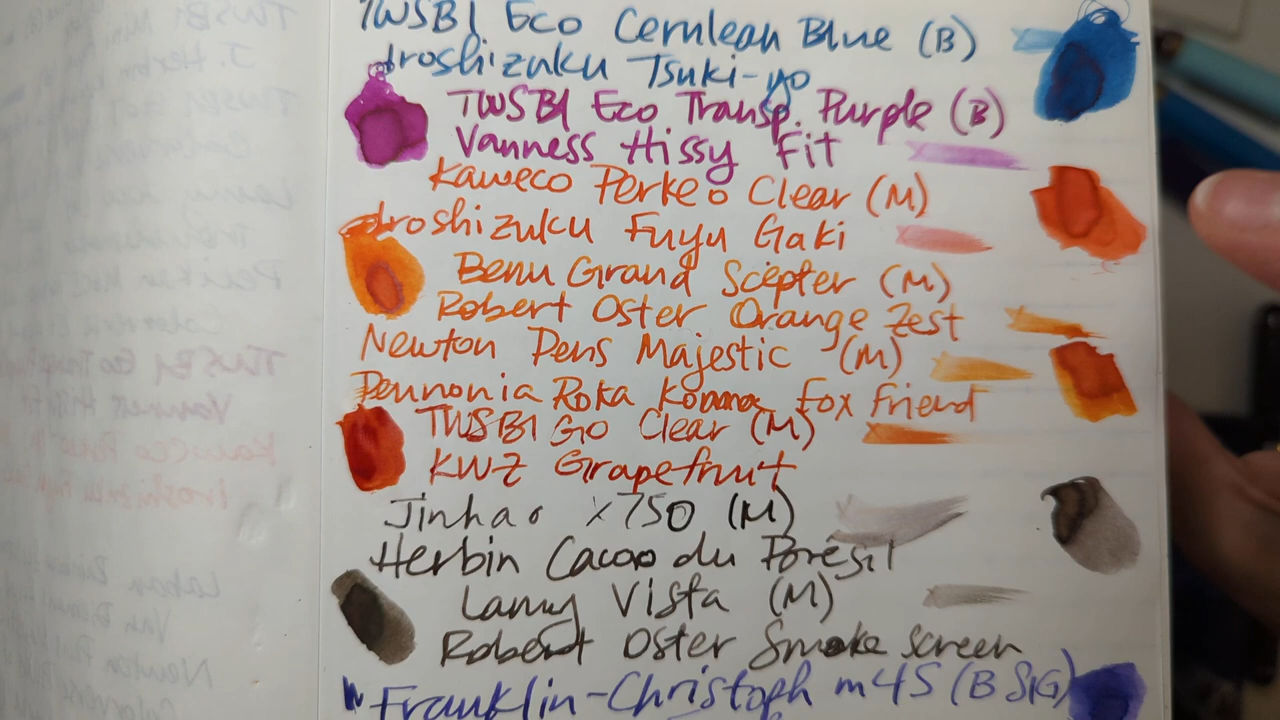 TWSBI Eco Cerulean Blue (B)
Iroshizuku Tsuki-yo
TWSBI Eco Transp. Purple (B)
Vanness Hissy Fit
Kaweco Perkeo Clear (M)
Iroshizuku Fuyu Gaki
Benu Grand Scepter (M)
Robert Oster Orange Zest
Newton Pens Majestic (M)
Pennonia Roka Koma Fox Friend
TWSBI Go Clear (M)
KWZ Grapefruit
Jinhao x750 (M)
Herbin Cacao du Brésil
Lamy Vista (M)
Robert Oster Smoke Screen
Franklin-Christoph m45 (B SIG)